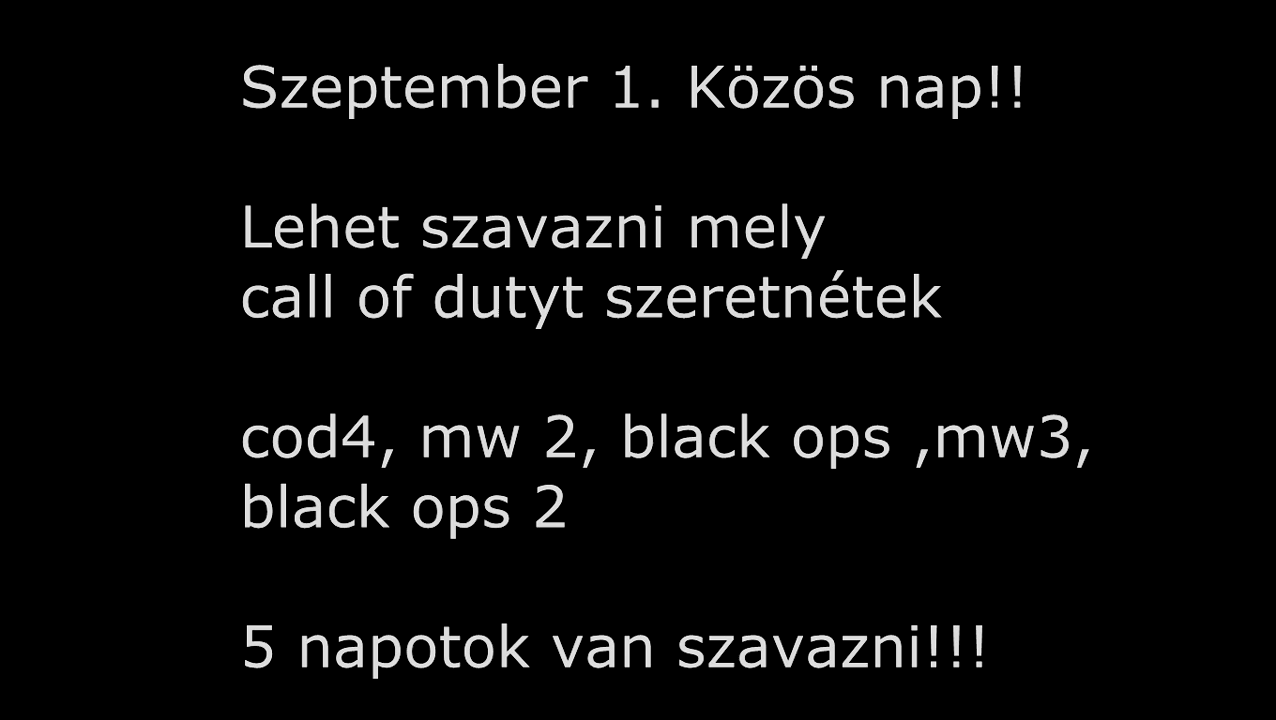 Szeptember 1. Közös nap!!
Lehet szavazni mely
call of dutyt szeretnétek
cod4, mw 2, black ops ,mw3,
black ops 2
5 napotok van szavazni!!!